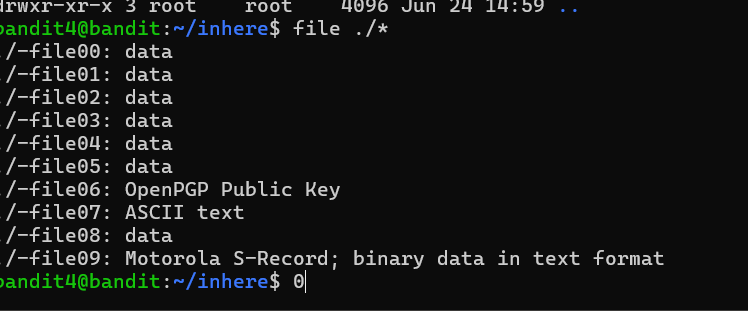 drwxr-xr-x 3 root    root    4096 Jun 24 14:59 ..
bandit4@bandit:~/inhere$ file ./*
./-file00: data
./-file01: data
./-file02: data
./-file03: data
./-file04: data
./-file05: data
./-file06: OpenPGP Public Key
./-file07: ASCII text
./-file08: data
./-file09: Motorola S-Record; binary data in text format
bandit4@bandit:~/inhere$ 0